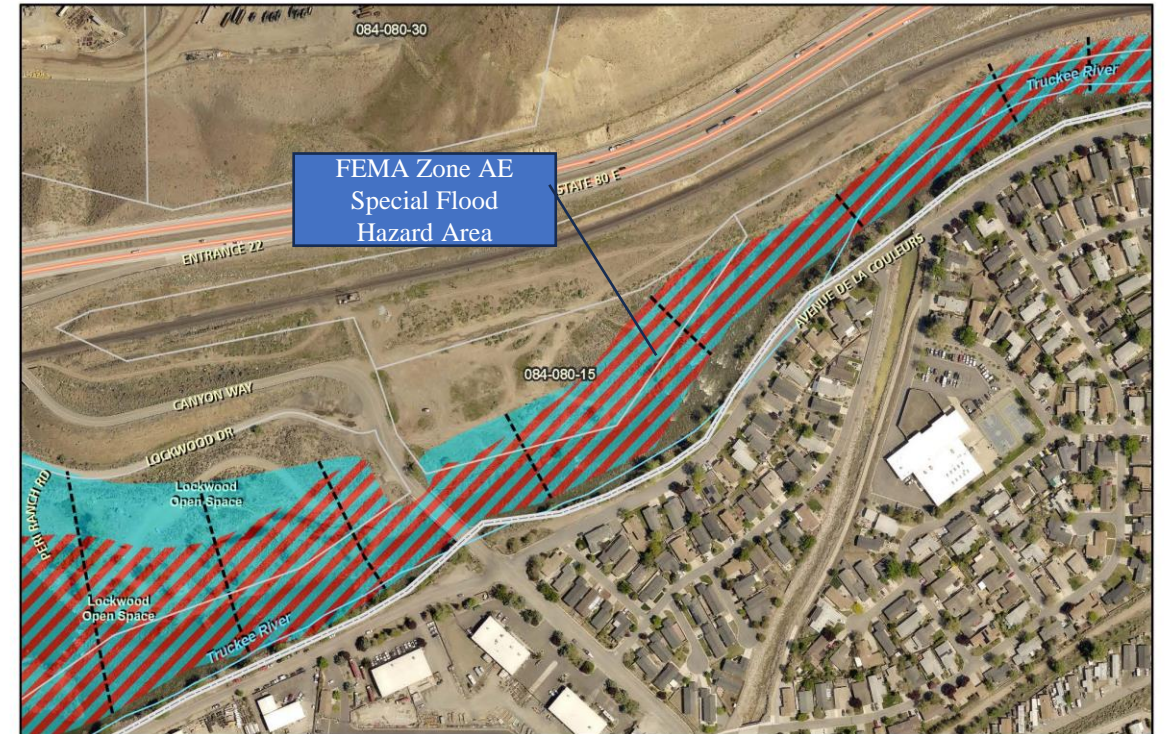 084-080-30
Truckee River
FEMA Zone AE
Special Flood
Hazard Area
STATE 80 E
ENTRANCE 22
AVENUE DE LA COULEURS
084-080-15
CANYON WAY
LOCKWOOD DR
PERI RANCH RD
Lockwood
Open Space
Lockwood
Open Space
Truckee River